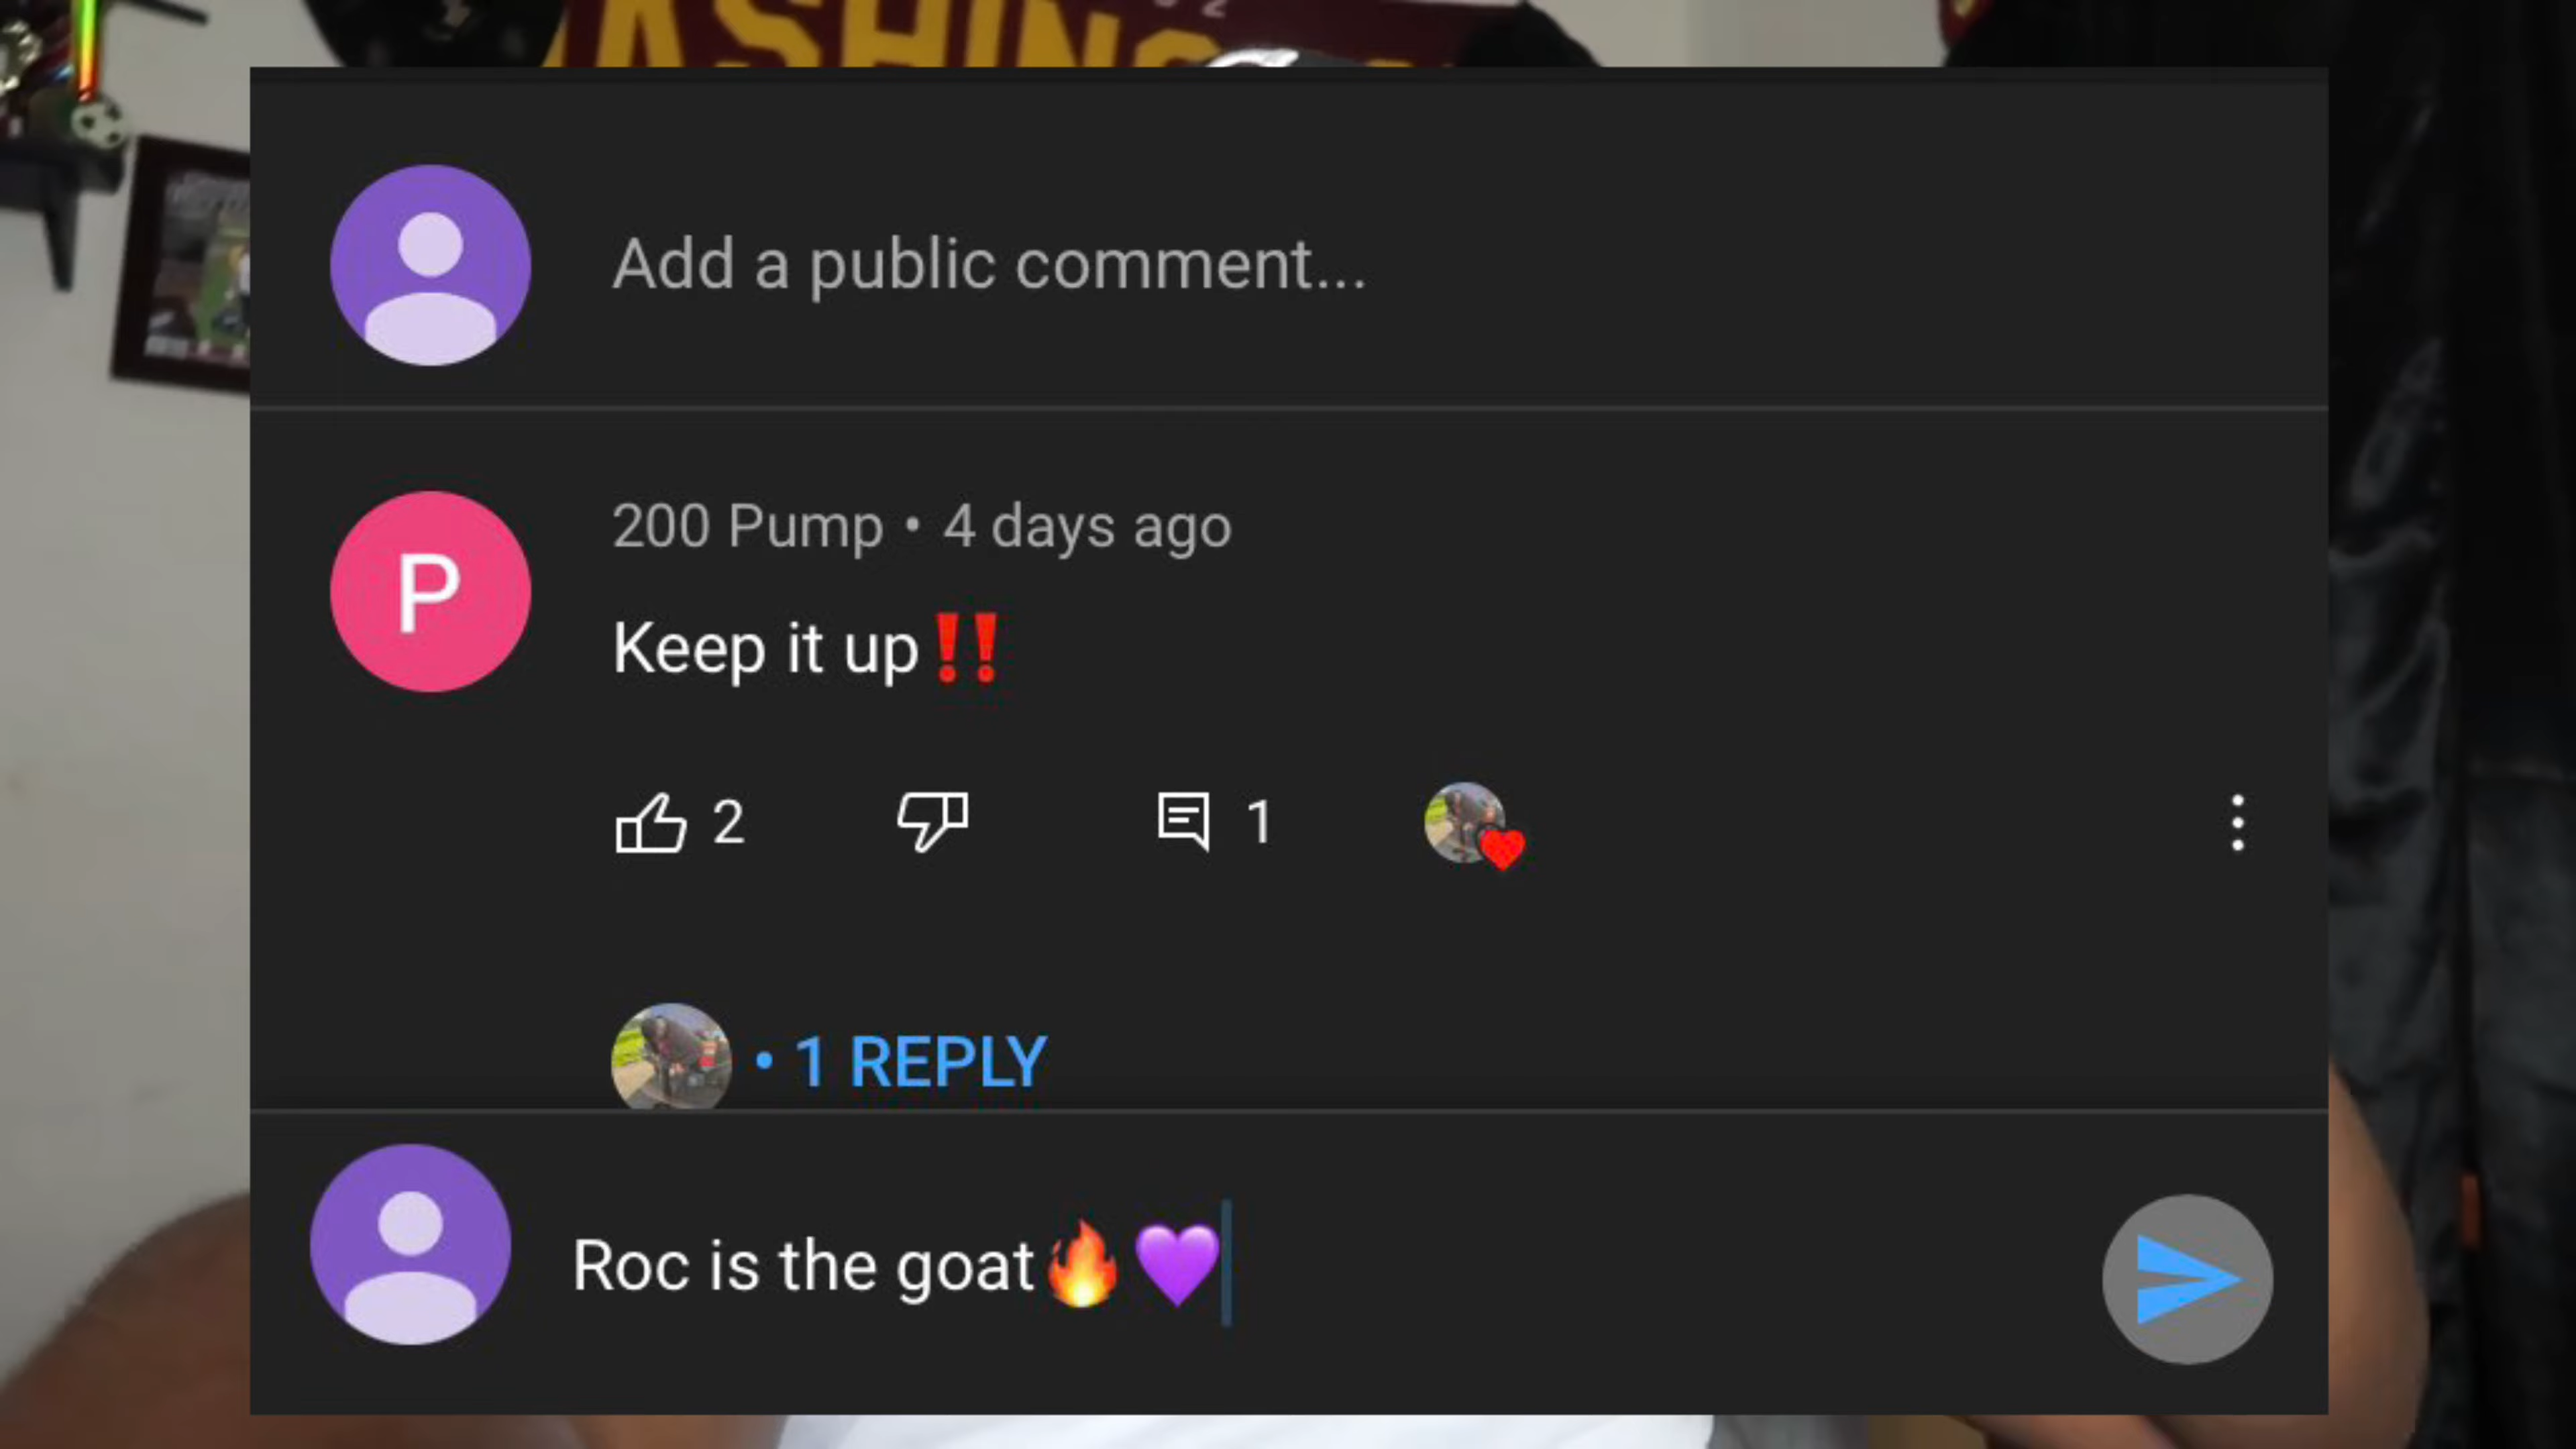 ASHING
Add a public comment...
200 Pump • 4 days ago
P
Keep it up‼️
2
1
• 1 REPLY
Roc is the goat🔥💜